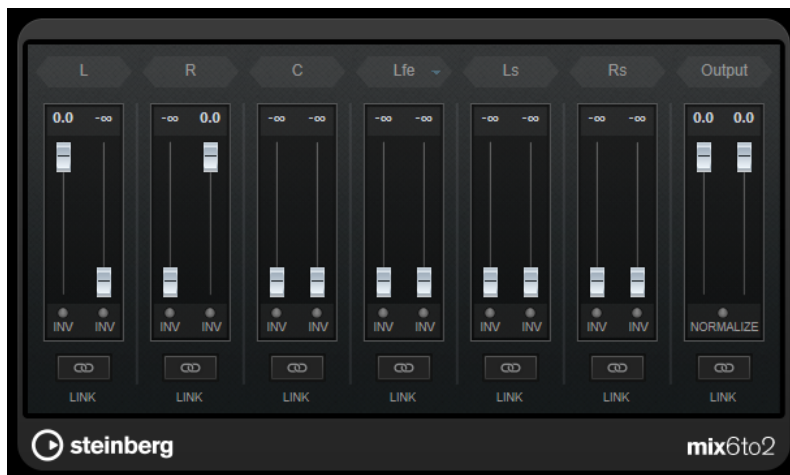 L R C Lfe Ls Rs Output
0.0 -∞ -∞ 0.0 -∞ -∞ -∞ -∞ -∞ -∞ -∞ -∞ 0.0 0.0
INV INV INV INV INV INV INV INV INV INV INV INV NORMALIZE
LINK LINK LINK LINK LINK LINK LINK
steinberg mix6to2